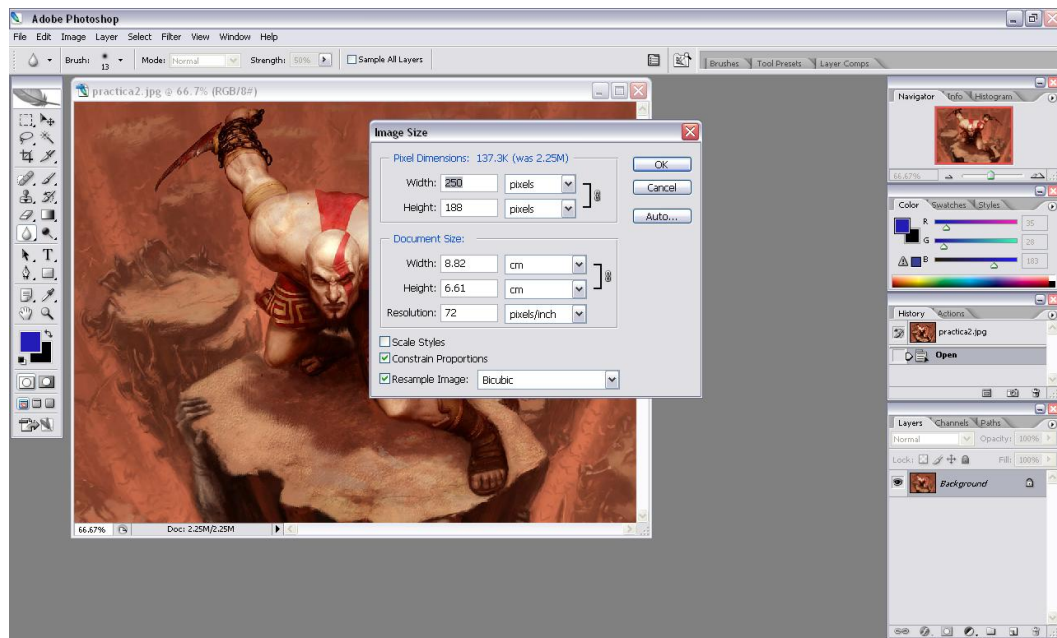 Adobe Photoshop
File Edit Image Layer Select Filter View Window Help
Brush: 13 Mode: Normal Strength: 50% Sample All Layers
Brushes Tool Presets Layer Comps
practica2.jpg @ 66.7% (RGB/8#)
Image Size
Pixel Dimensions: 137.3K (was 2.25M)
Width: 250 pixels
Height: 188 pixels
Document Size:
Width: 8.82 cm
Height: 6.61 cm
Resolution: 72 pixels/inch
Scale Styles
Constrain Proportions
Resample Image: Bicubic
OK
Cancel
Auto...
66.67% Doc: 2.25M/2.25M
Navigator Info Histogram
66.67%
Color Swatches Styles
R 35
G 28
B 183
History Actions
practica2.jpg
Open
Layers Channels Paths
Normal Opacity: 100%
Lock: Fill: 100%
Background